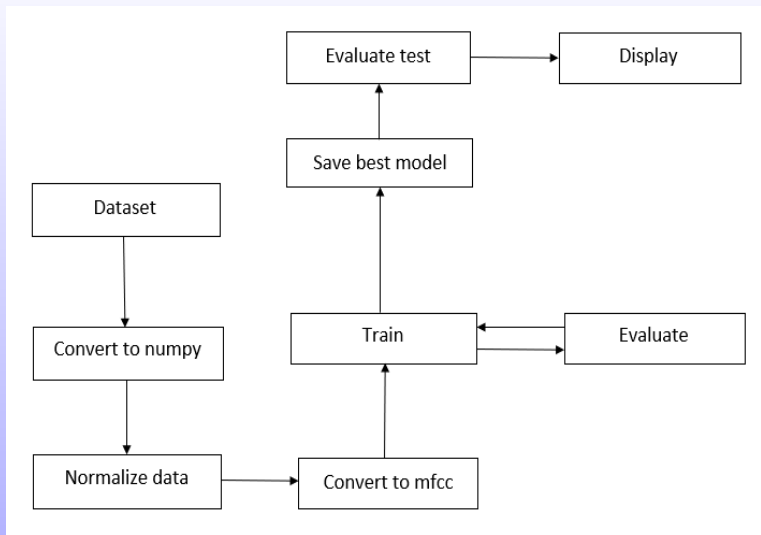 Evaluate test
Display
Save best model
Dataset
Train
Evaluate
Convert to numpy
Normalize data
Convert to mfcc